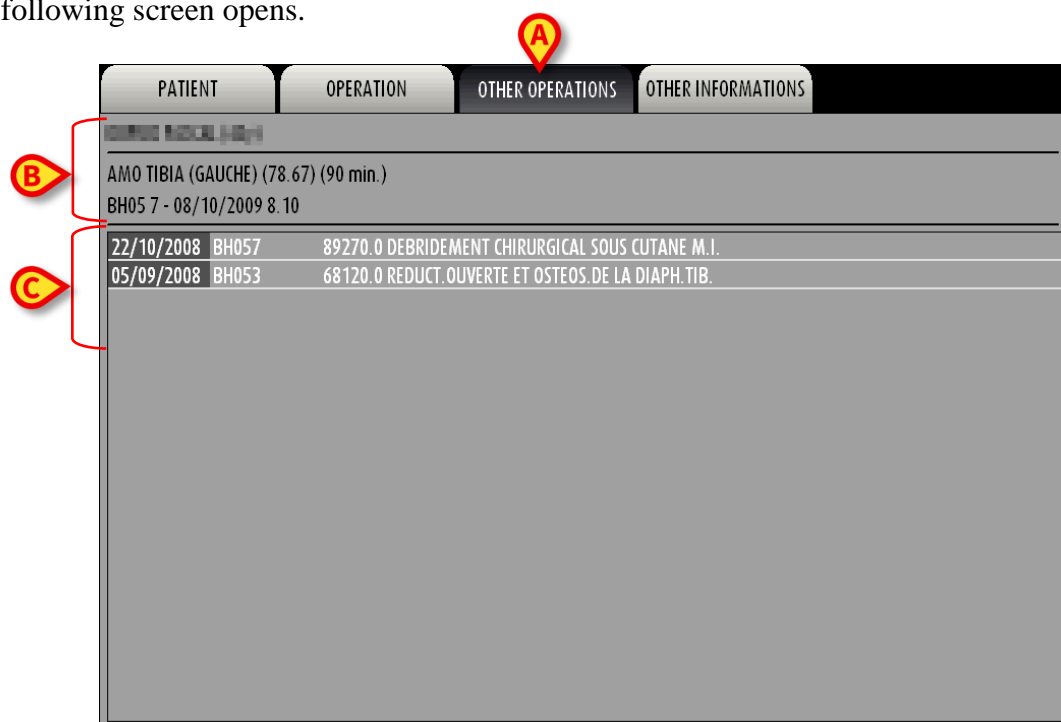 following screen opens.
A
PATIENT OPERATION OTHER OPERATIONS OTHER INFORMATIONS
B
AMO TIBIA (GAUCHE) (78.67) (90 min.)
BH05 7 - 08/10/2009 8.10
22/10/2008 BH057 89270.0 DEBRIDEMENT CHIRURGICAL SOUS CUTANE M.I.
C
05/09/2008 BH053 68120.0 REDUCT.OUVERTE ET OSTEOS.DE LA DIAPH.TIB.